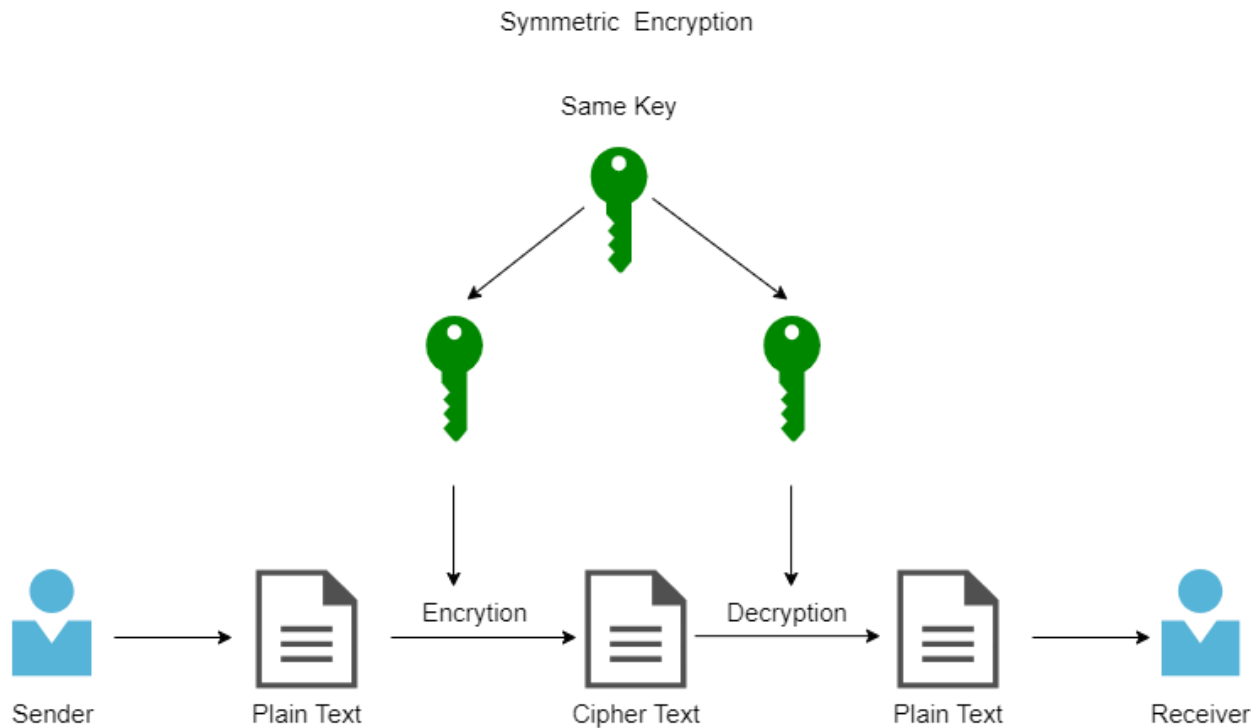 Symmetric Encryption
Same Key
Encrytion
Decryption
Sender
Plain Text
Cipher Text
Plain Text
Receiver